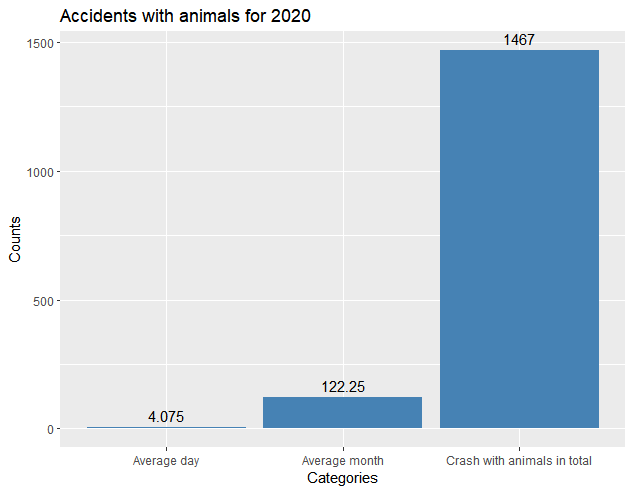 Accidents with animals for 2020
1467
1500
1000
Counts
500
122.25
4.075
0
Average day
Average month
Crash with animals in total
Categories